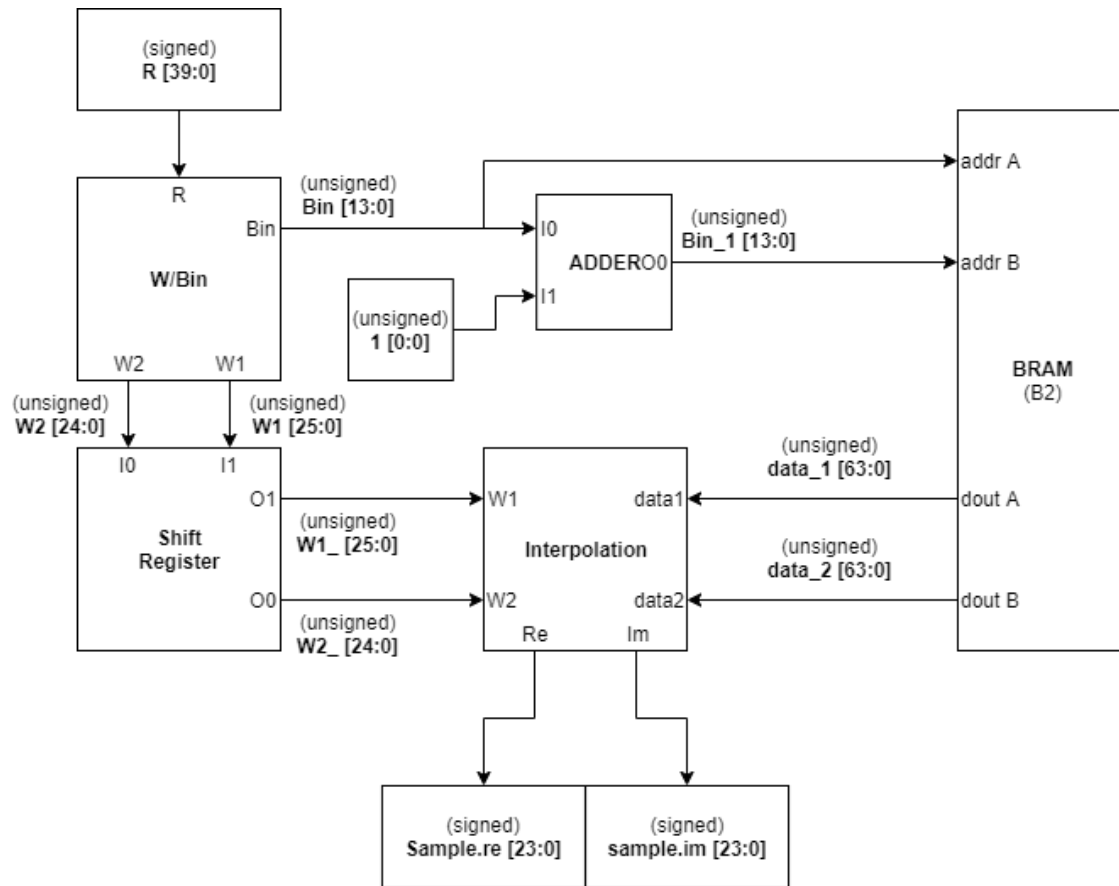 (signed)
R [39:0]
R
Bin
W/Bin
W2
W1
(unsigned)
Bin [13:0]
I0
ADDER
O0
I1
(unsigned)
1 [0:0]
(unsigned)
Bin_1 [13:0]
addr A
addr B
BRAM
(B2)
dout A
dout B
(unsigned)
W2 [24:0]
(unsigned)
W1 [25:0]
I0
I1
O1
Shift
Register
O0
(unsigned)
W1_ [25:0]
(unsigned)
W2_ [24:0]
W1
data1
Interpolation
W2
data2
Re
Im
(unsigned)
data_1 [63:0]
(unsigned)
data_2 [63:0]
(signed)
Sample.re [23:0]
(signed)
sample.im [23:0]